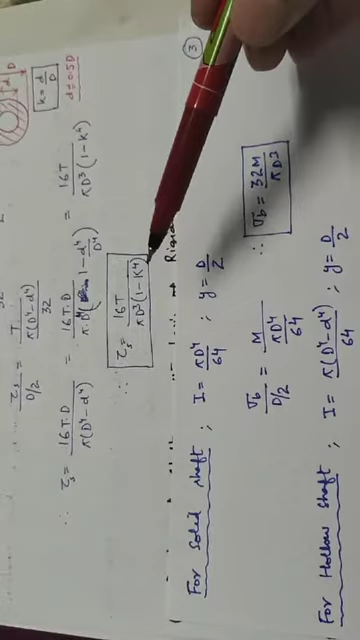 K = d/D
d = 0.5D
τs / D/2 = T / π(D⁴-d⁴)/32
∴ τs = 16T·D / π(D⁴-d⁴) = 16T·D / π·D⁴(1-d⁴/D⁴) = 16T / πD³(1-K⁴)
∴ τs = 16T / πD³(1-K⁴)
3
For Solid shaft ; I = πD⁴/64 ; y = D/2
σb / D/2 = M / πD⁴/64 ∴ σb = 32M / πD³
For Hollow Shaft ; I = π(D⁴-d⁴)/64 ; y = D/2